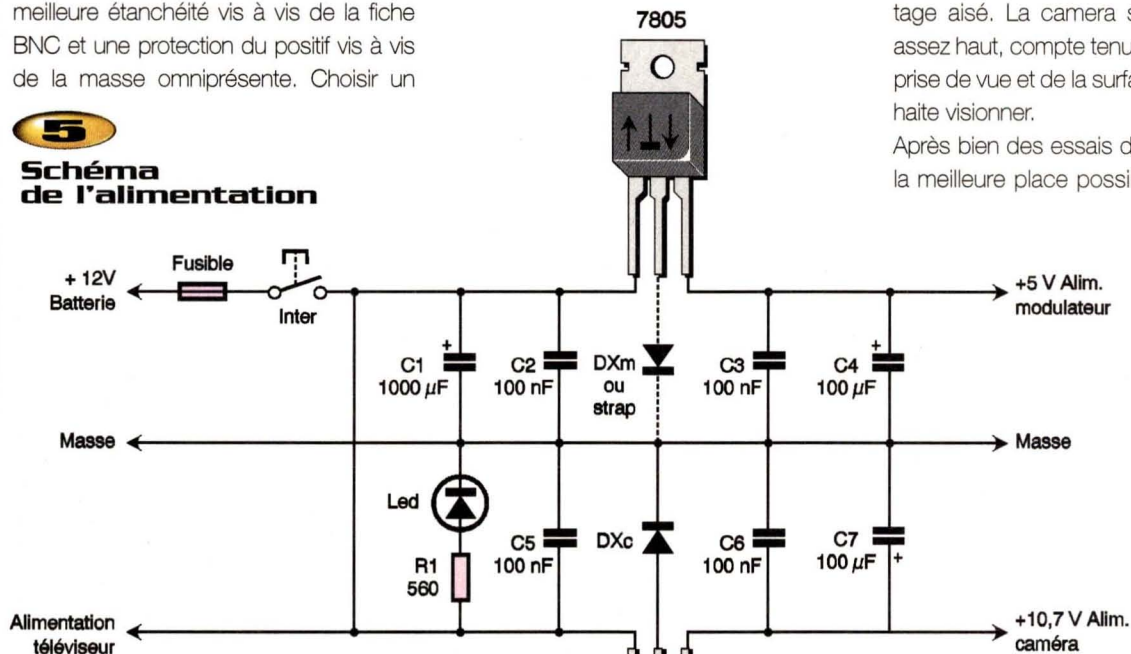 meilleure étanchéité vis à vis de la fiche
BNC et une protection du positif vis à vis
de la masse omniprésente. Choisir un
5
Schéma
de l'alimentation
7805
tage aisé. La camera s
assez haut, compte tenu
prise de vue et de la surfa
haite visionner.
Après bien des essais d
la meilleure place possi
+ 12V
Batterie
Fusible
Inter
+5 V Alim.
modulateur
C1
1000 µF
+
C2
100 nF
DXm
ou
strap
C3
100 nF
C4
100 µF
+
Masse
Masse
Led
R1
560
C5
100 nF
DXc
C6
100 nF
C7
100 µF
+
Alimentation
téléviseur
+10,7 V Alim.
caméra